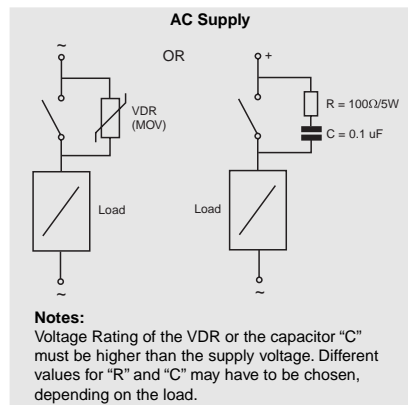 AC Supply
~
OR
+
VDR
(MOV)
R = 100Ω/5W
C = 0.1 uF
Load
Load
~
~
Notes:
Voltage Rating of the VDR or the capacitor “C”
must be higher than the supply voltage. Different
values for “R” and “C” may have to be chosen,
depending on the load.